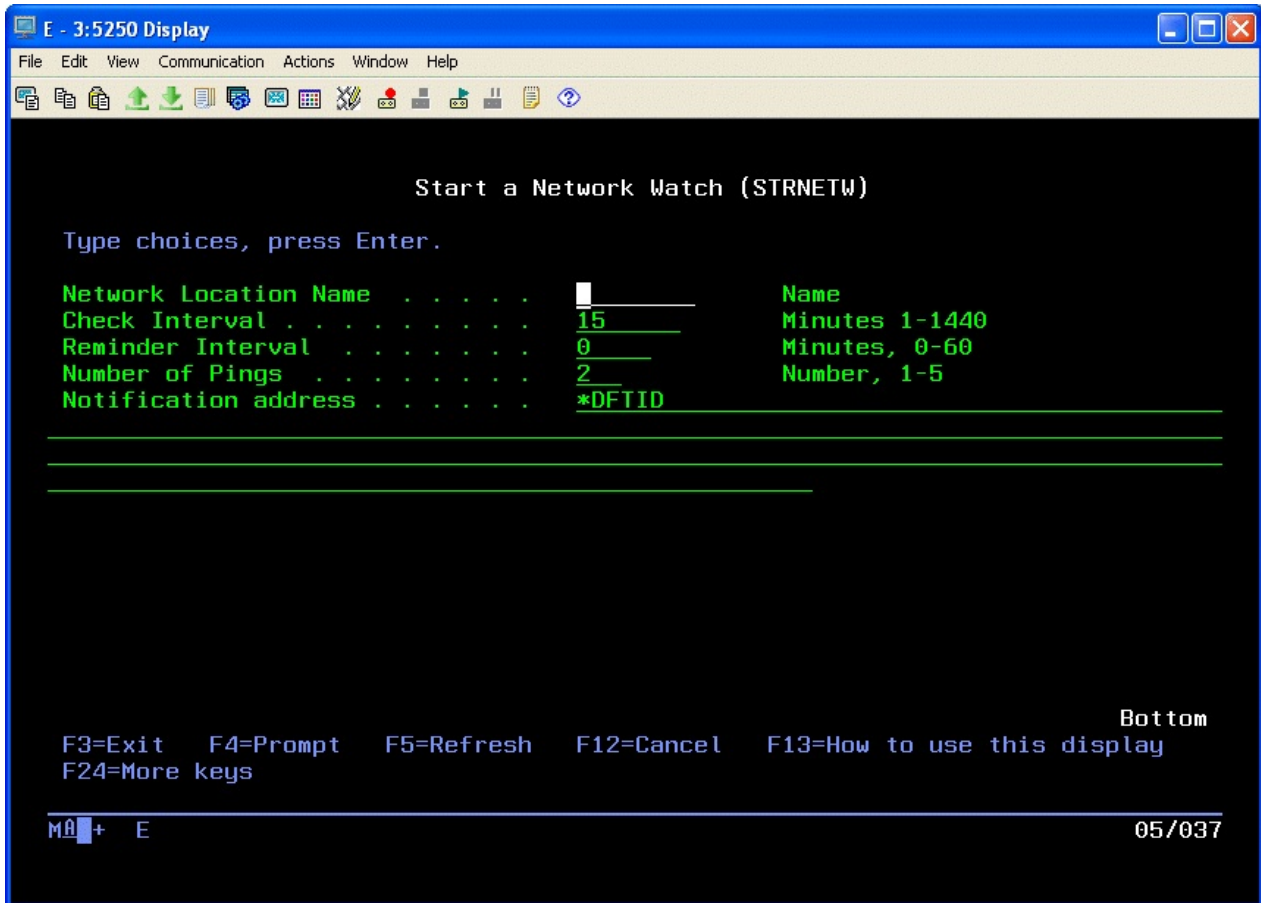 E - 3:5250 Display
File Edit View Communication Actions Window Help
Start a Network Watch (STRNETW)
Type choices, press Enter.
Network Location Name . . . . . Name
Check Interval . . . . . . . . . 15 Minutes 1-1440
Reminder Interval . . . . . . . 0 Minutes, 0-60
Number of Pings . . . . . . . . 2 Number, 1-5
Notification address . . . . . . *DFTID
Bottom
F3=Exit F4=Prompt F5=Refresh F12=Cancel F13=How to use this display
F24=More keys
MA + E 05/037